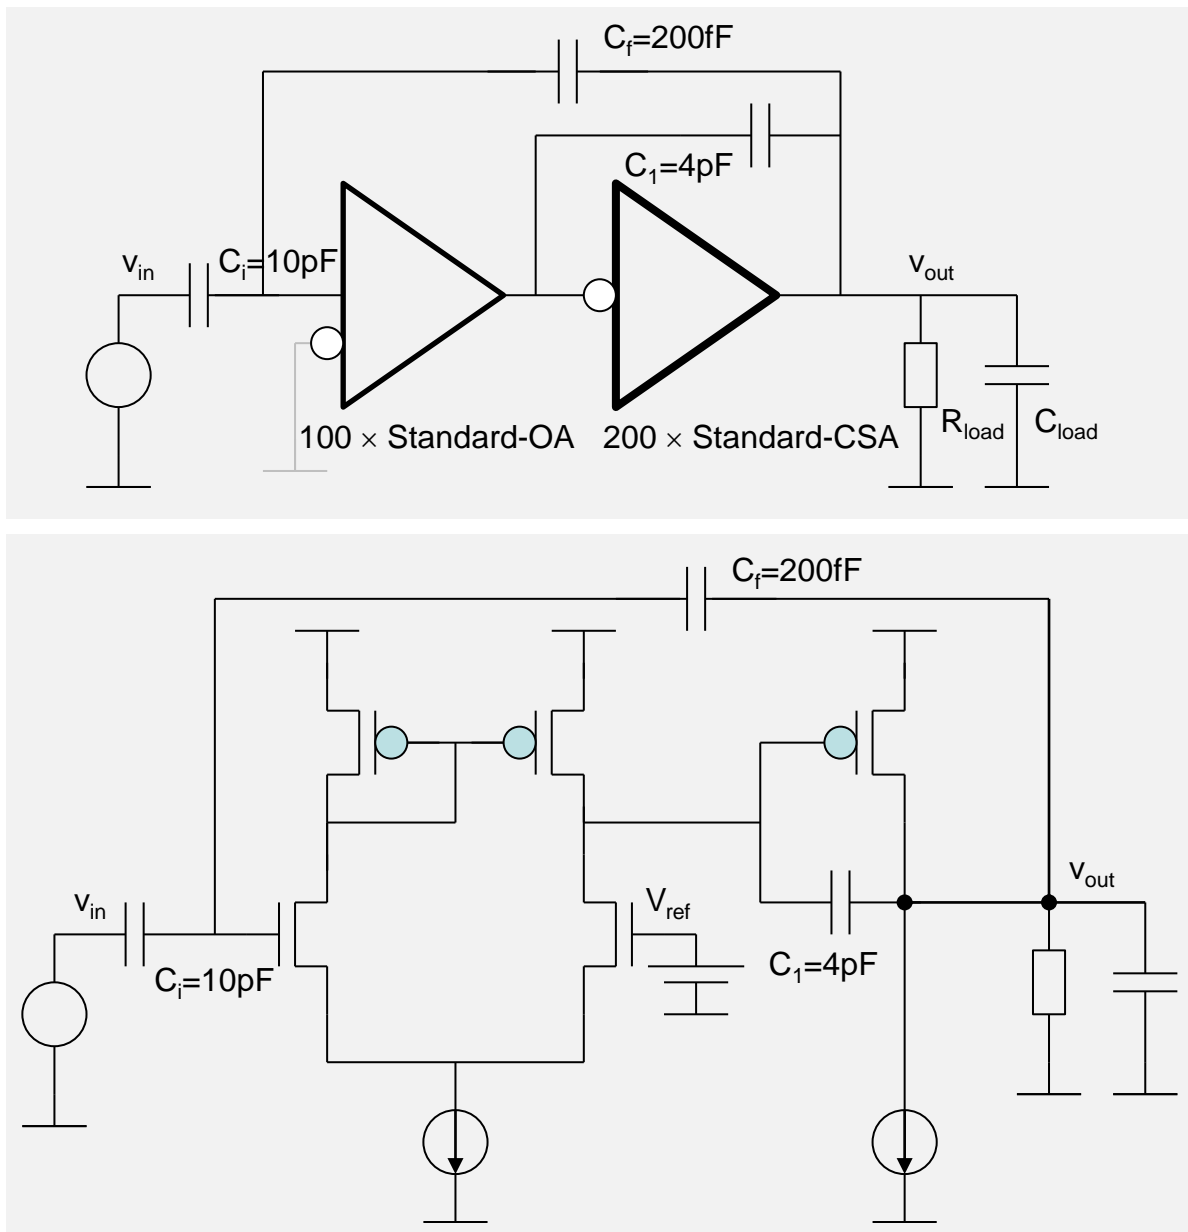 C_f=200fF
C_1=4pF
v_in
C_i=10pF
v_out
R_load
C_load
100 × Standard-OA
200 × Standard-CSA
C_f=200fF
v_in
C_i=10pF
V_ref
C_1=4pF
v_out